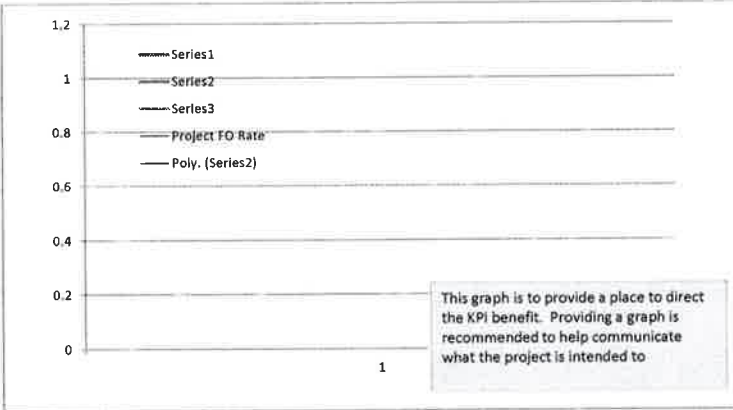 1.2
Series1
1
Series2
Series3
0.8
Project FO Rate
Poly. (Series2)
0.6
0.4
0.2
0
1
This graph is to provide a place to direct
the KPI benefit. Providing a graph is
recommended to help communicate
what the project is intended to